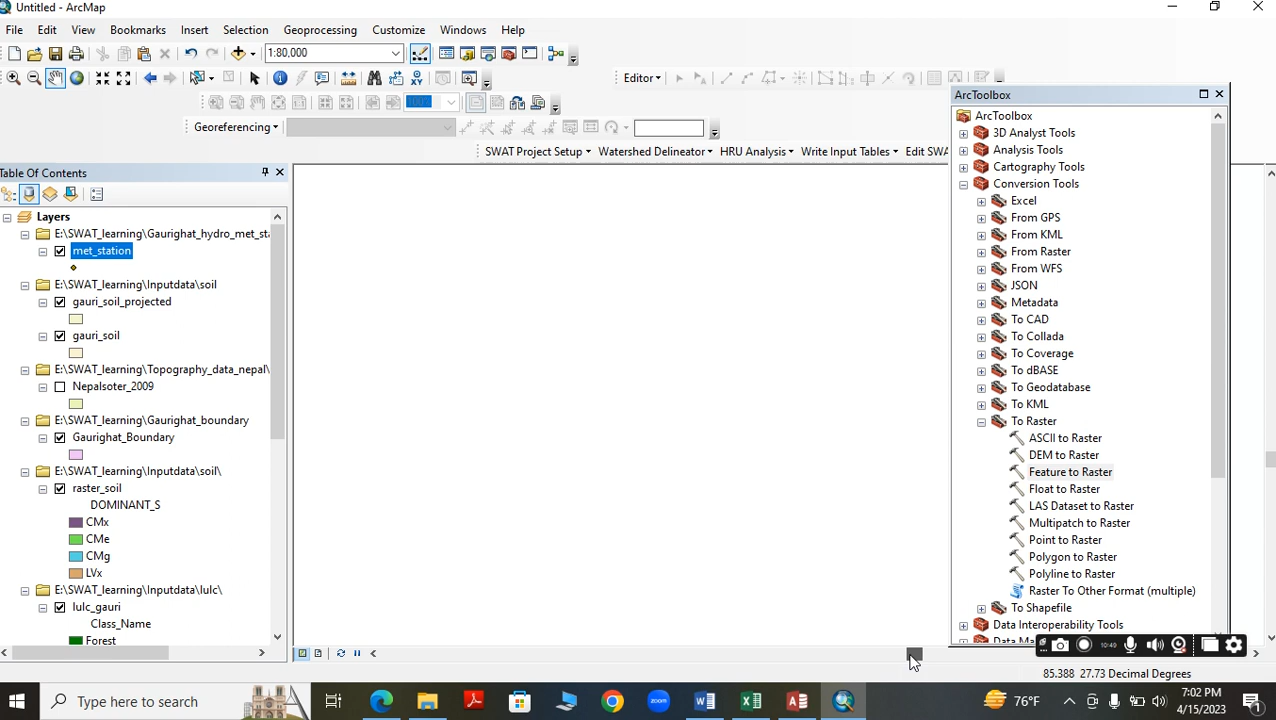 Untitled - ArcMap
File Edit View Bookmarks Insert Selection Geoprocessing Customize Windows Help
1:80,000
Editor
100%
Georeferencing
SWAT Project Setup Watershed Delineator HRU Analysis Write Input Tables Edit SWA
Table Of Contents
Layers
E:\SWAT_learning\Gaurighat_hydro_met_st
met_station
E:\SWAT_learning\Inputdata\soil
gauri_soil_projected
gauri_soil
E:\SWAT_learning\Topography_data_nepal\
Nepalsoter_2009
E:\SWAT_learning\Gaurighat_boundary
Gaurighat_Boundary
E:\SWAT_learning\Inputdata\soil\
raster_soil
DOMINANT_S
CMx
CMe
CMg
LVx
E:\SWAT_learning\Inputdata\lulc\
lulc_gauri
Class_Name
Forest
ArcToolbox
ArcToolbox
3D Analyst Tools
Analysis Tools
Cartography Tools
Conversion Tools
Excel
From GPS
From KML
From Raster
From WFS
JSON
Metadata
To CAD
To Collada
To Coverage
To dBASE
To Geodatabase
To KML
To Raster
ASCII to Raster
DEM to Raster
Feature to Raster
Float to Raster
LAS Dataset to Raster
Multipatch to Raster
Point to Raster
Polygon to Raster
Polyline to Raster
Raster To Other Format (multiple)
To Shapefile
Data Interoperability Tools
Data Ma
10:49
85.388 27.73 Decimal Degrees
Type here to search
76°F
7:02 PM
4/15/2023
1